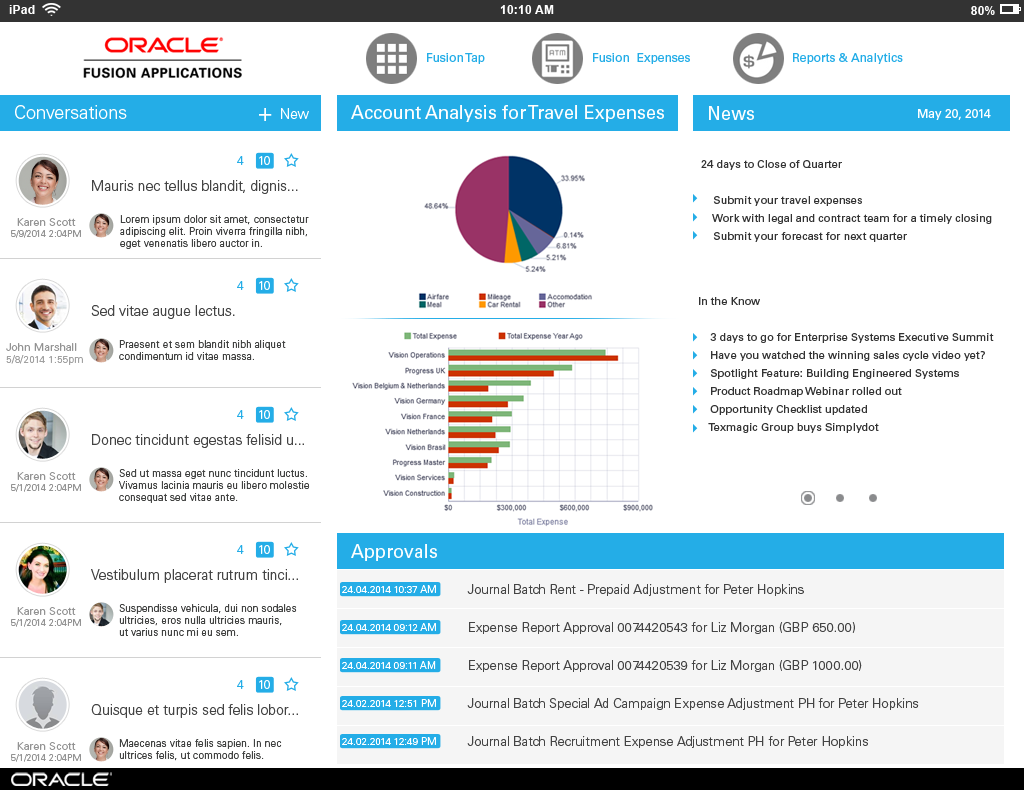 iPad
10:10 AM
80%
ORACLE®
FUSION APPLICATIONS
Fusion Tap
ATM
Fusion Expenses
$
Reports & Analytics
Conversations
+ New
4 10
Mauris nec tellus blandit, dignis...
Karen Scott
5/9/2014 2:04PM
Lorem ipsum dolor sit amet, consectetur
adipiscing elit. Proin viverra fringilla nibh,
eget venenatis libero auctor in.
4 10
Sed vitae augue lectus.
John Marshall
5/8/2014 1:55pm
Praesent et sem blandit nibh aliquet
condimentum id vitae massa.
4 10
Donec tincidunt egestas felisid u...
Karen Scott
5/1/2014 2:04PM
Sed ut massa eget nunc tincidunt luctus.
Vivamus lacinia mauris eu libero molestie
consequat sed vitae ante.
4 10
Vestibulum placerat rutrum tinci...
Karen Scott
5/1/2014 2:04PM
Suspendisse vehicula, dui non sodales
ultricies, eros nulla ultricies mauris,
ut varius nunc mi eu sem.
4 10
Quisque et turpis sed felis lobor...
Karen Scott
5/1/2014 2:04PM
Maecenas vitae felis sapien. In nec
ultrices felis, ut commodo felis.
Account Analysis for Travel Expenses
33.95%
48.64%
0.14%
6.81%
5.21%
5.24%
Airfare Mileage Accomodation
Meal Car Rental Other
Total Expense Total Expense Year Ago
Vision Operations
Progress UK
Vision Belgium & Netherlands
Vision Germany
Vision France
Vision Netherlands
Vision Brasil
Progress Master
Vision Services
Vision Construction
$0 $300,000 $600,000 $900,000
Total Expense
News
May 20, 2014
24 days to Close of Quarter
Submit your travel expenses
Work with legal and contract team for a timely closing
Submit your forecast for next quarter
In the Know
3 days to go for Enterprise Systems Executive Summit
Have you watched the winning sales cycle video yet?
Spotlight Feature: Building Engineered Systems
Product Roadmap Webinar rolled out
Opportunity Checklist updated
Texmagic Group buys Simplydot
Approvals
24.04.2014 10:37 AM Journal Batch Rent - Prepaid Adjustment for Peter Hopkins
24.04.2014 09:12 AM Expense Report Approval 0074420543 for Liz Morgan (GBP 650.00)
24.04.2014 09:11 AM Expense Report Approval 0074420539 for Liz Morgan (GBP 1000.00)
24.02.2014 12:51 PM Journal Batch Special Ad Campaign Expense Adjustment PH for Peter Hopkins
24.02.2014 12:49 PM Journal Batch Recruitment Expense Adjustment PH for Peter Hopkins
ORACLE